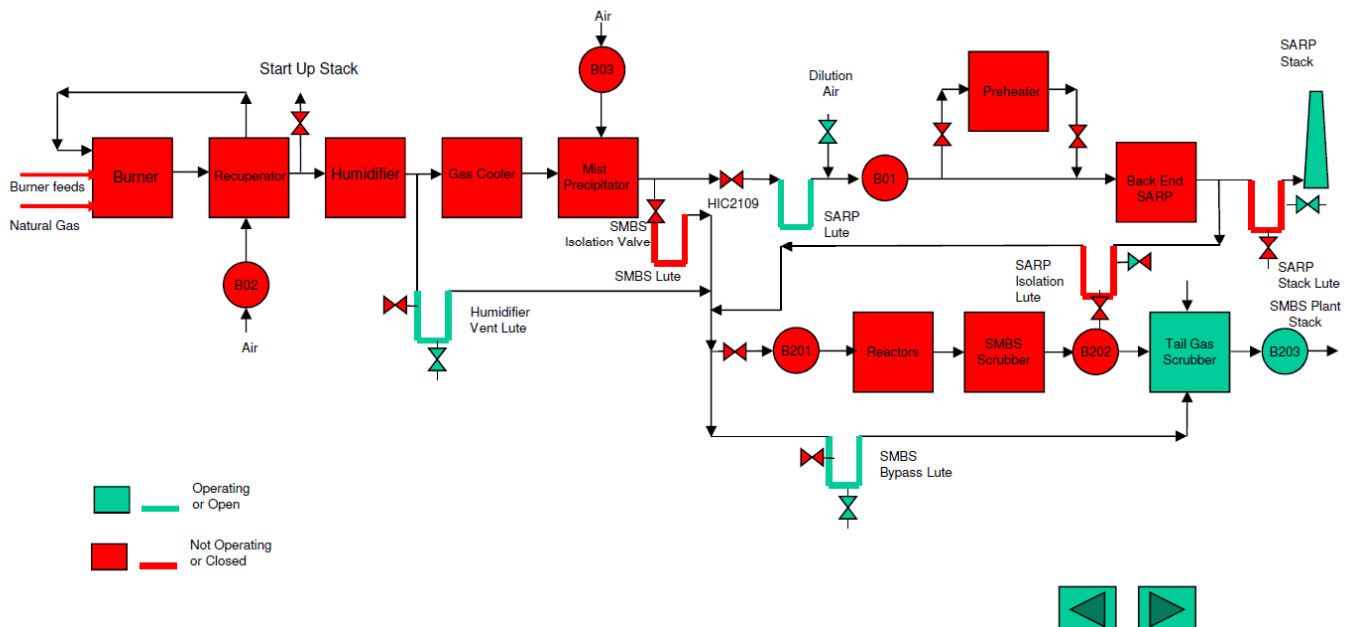 Air
SARP
Stack
Start Up Stack
B03
Dilution
Air
Preheater
Burner
Recuperator
Humidifier
Gas Cooler
Mist
Precipitator
B01
Back End
SARP
Burner feeds
Natural Gas
HIC2109
SMBS
Isolation Valve
SARP
Lute
SMBS Lute
SARP
Isolation
Lute
SARP
Stack Lute
B02
Air
Humidifier
Vent Lute
SMBS Plant
Stack
B201
Reactors
SMBS
Scrubber
B202
Tail Gas
Scrubber
B203
SMBS
Bypass Lute
Operating
or Open
Not Operating
or Closed